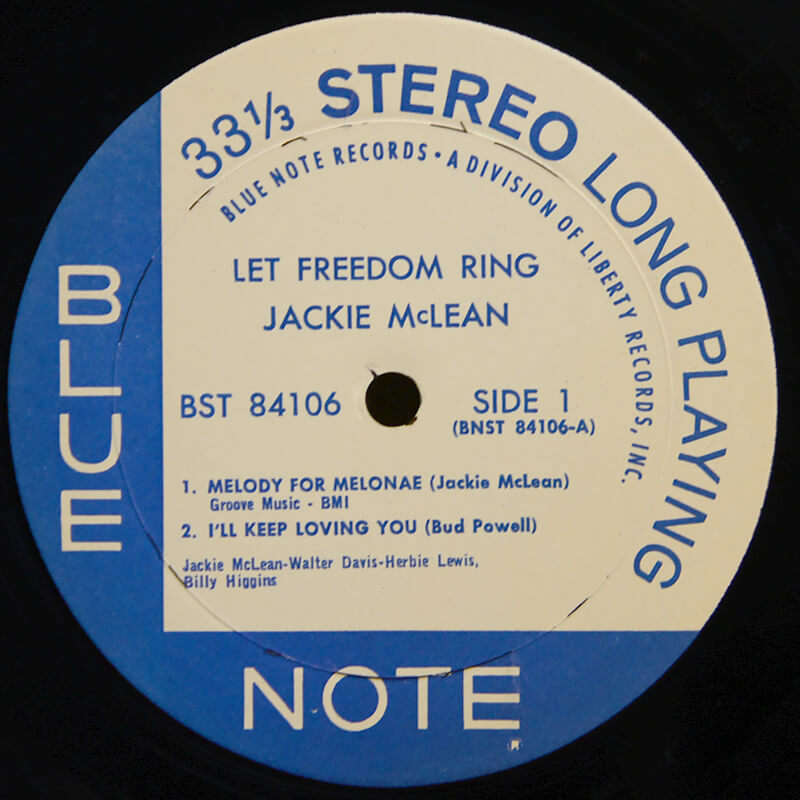 33⅓ STEREO LONG PLAYING
BLUE NOTE RECORDS • A DIVISION OF LIBERTY RECORDS, INC.
LET FREEDOM RING
JACKIE McLEAN
BST 84106
SIDE 1
(BNST 84106-A)
1. MELODY FOR MELONAE (Jackie McLean)
Groove Music - BMI
2. I'LL KEEP LOVING YOU (Bud Powell)
Jackie McLean-Walter Davis-Herbie Lewis,
Billy Higgins
BLUE
NOTE
®